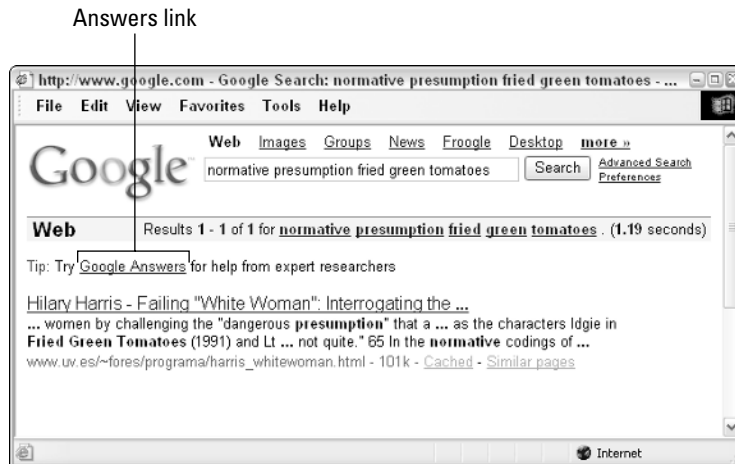 Answers link
http://www.google.com - Google Search: normative presumption fried green tomatoes - ...
File Edit View Favorites Tools Help
Google
Web Images Groups News Froogle Desktop more »
normative presumption fried green tomatoes Search Advanced Search
Preferences
Web Results 1 - 1 of 1 for normative presumption fried green tomatoes . (1.19 seconds)
Tip: Try Google Answers for help from expert researchers
Hilary Harris - Failing "White Woman": Interrogating the ...
... women by challenging the "dangerous presumption" that a ... as the characters Idgie in
Fried Green Tomatoes (1991) and Lt ... not quite." 65 In the normative codings of ...
www.uv.es/~fores/programa/harris_whitewoman.html - 101k - Cached - Similar pages
Internet